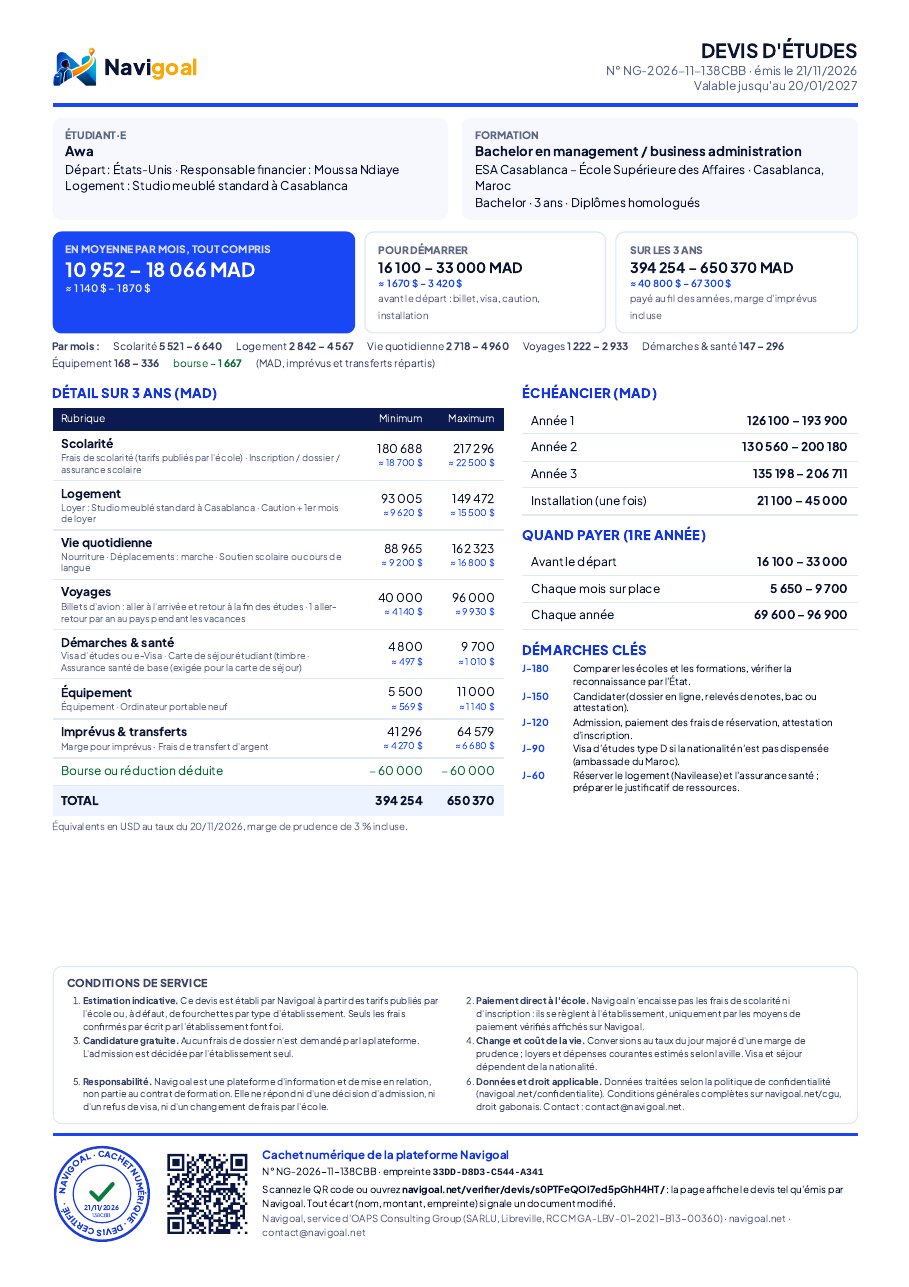 Navigoal
DEVIS D'ÉTUDES
N° NG-2026-11-138CBB · émis le 21/11/2026
Valable jusqu'au 20/01/2027
ÉTUDIANT·E
Awa
Départ : États-Unis · Responsable financier : Moussa Ndiaye
Logement : Studio meublé standard à Casablanca
FORMATION
Bachelor en management / business administration
ESA Casablanca – École Supérieure des Affaires · Casablanca,
Maroc
Bachelor · 3 ans · Diplômes homologués
EN MOYENNE PAR MOIS, TOUT COMPRIS
10 952 – 18 066 MAD
≈ 1 140 $ – 1 870 $
POUR DÉMARRER
16 100 – 33 000 MAD
≈ 1 670 $ – 3 420 $
avant le départ : billet, visa, caution,
installation
SUR LES 3 ANS
394 254 – 650 370 MAD
≈ 40 800 $ – 67 300 $
payé au fil des années, marge d'imprévus
incluse
Par mois : Scolarité 5 521 – 6 640 Logement 2 842 – 4 567 Vie quotidienne 2 718 – 4 960 Voyages 1 222 – 2 933 Démarches & santé 147 – 296
Équipement 168 – 336 bourse – 1 667 (MAD, imprévus et transferts répartis)
DÉTAIL SUR 3 ANS (MAD)
Rubrique Minimum Maximum
Scolarité 180 688 217 296
Frais de scolarité (tarifs publiés par l'école) · Inscription / dossier / ≈ 18 700 $ ≈ 22 500 $
assurance scolaire
Logement 93 005 149 472
Loyer : Studio meublé standard à Casablanca · Caution + 1er mois ≈ 9 620 $ ≈ 15 500 $
de loyer
Vie quotidienne 88 965 162 323
Nourriture · Déplacements : marche · Soutien scolaire ou cours de ≈ 9 200 $ ≈ 16 800 $
langue
Voyages 40 000 96 000
Billets d'avion : aller à l'arrivée et retour à la fin des études · 1 aller- ≈ 4 140 $ ≈ 9 930 $
retour par an au pays pendant les vacances
Démarches & santé 4 800 9 700
Visa d'études ou e-Visa · Carte de séjour étudiant (timbre · ≈ 497 $ ≈ 1 010 $
Assurance santé de base (exigée pour la carte de séjour)
Équipement 5 500 11 000
Équipement · Ordinateur portable neuf ≈ 569 $ ≈ 1 140 $
Imprévus & transferts 41 296 64 579
Marge pour imprévus · Frais de transfert d'argent ≈ 4 270 $ ≈ 6 680 $
Bourse ou réduction déduite – 60 000 – 60 000
TOTAL 394 254 650 370
Équivalents en USD au taux du 20/11/2026, marge de prudence de 3 % incluse.
ÉCHÉANCIER (MAD)
Année 1 126 100 – 193 900
Année 2 130 560 – 200 180
Année 3 135 198 – 206 711
Installation (une fois) 21 100 – 45 000
QUAND PAYER (1RE ANNÉE)
Avant le départ 16 100 – 33 000
Chaque mois sur place 5 650 – 9 700
Chaque année 69 600 – 96 900
DÉMARCHES CLÉS
J-180 Comparer les écoles et les formations, vérifier la
reconnaissance par l'État.
J-150 Candidater (dossier en ligne, relevés de notes, bac ou
attestation).
J-120 Admission, paiement des frais de réservation, attestation
d'inscription.
J-90 Visa d'études type D si la nationalité n'est pas dispensée
(ambassade du Maroc).
J-60 Réserver le logement (Navilease) et l'assurance santé ;
préparer le justificatif de ressources.
CONDITIONS DE SERVICE
1. Estimation indicative. Ce devis est établi par Navigoal à partir des tarifs publiés par
l'école ou, à défaut, de fourchettes par type d'établissement. Seuls les frais
confirmés par écrit par l'établissement font foi.
2. Paiement direct à l'école. Navigoal n'encaisse pas les frais de scolarité ni
d'inscription : ils se règlent à l'établissement, uniquement par les moyens de
paiement vérifiés affichés sur Navigoal.
3. Candidature gratuite. Aucun frais de dossier n'est demandé par la plateforme.
L'admission est décidée par l'établissement seul.
4. Change et coût de la vie. Conversions au taux du jour majoré d'une marge de
prudence ; loyers et dépenses courantes estimés selon la ville. Visa et séjour
dépendent de la nationalité.
5. Responsabilité. Navigoal est une plateforme d'information et de mise en relation,
non partie au contrat de formation. Elle ne répond ni d'une décision d'admission, ni
d'un refus de visa, ni d'un changement de frais par l'école.
6. Données et droit applicable. Données traitées selon la politique de confidentialité
(navigoal.net/confidentialite). Conditions générales complètes sur navigoal.net/cgu,
droit gabonais. Contact : contact@navigoal.net.
NAVIGOAL · CACHET NUMÉRIQUE · DEVIS CERTIFIÉ ·
21/11/2026
138CBB
Cachet numérique de la plateforme Navigoal
N° NG-2026-11-138CBB · empreinte 33DD-D8D3-C544-A341
Scannez le QR code ou ouvrez navigoal.net/verifier/devis/s0PTFeQOI7ed5pGhH4HT/ : la page affiche le devis tel qu'émis par
Navigoal. Tout écart (nom, montant, empreinte) signale un document modifié.
Navigoal, service d'OAPS Consulting Group (SARLU, Libreville, RCCM GA-LBV-01-2021-B13-00360) · navigoal.net ·
contact@navigoal.net